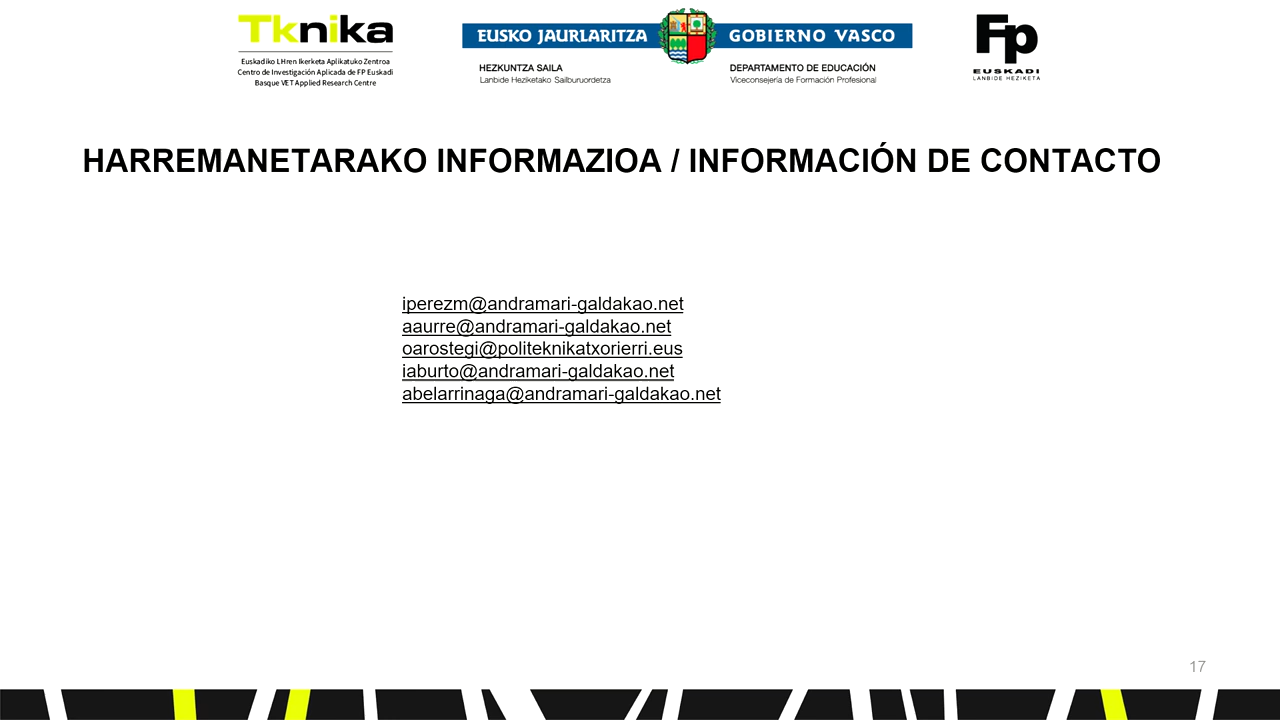 Tknika
Euskadiko LHren Ikerketa Aplikatuko Zentroa
Centro de Investigación Aplicada de FP Euskadi
Basque VET Applied Research Centre
EUSKO JAURLARITZA
GOBIERNO VASCO
HEZKUNTZA SAILA
Lanbide Heziketako Sailburuordetza
DEPARTAMENTO DE EDUCACIÓN
Viceconsejería de Formación Profesional
Fp
EUSKADI
LANBIDE HEZIKETA
HARREMANETARAKO INFORMAZIOA / INFORMACIÓN DE CONTACTO
iperezm@andramari-galdakao.net
aaurre@andramari-galdakao.net
oarostegi@politeknikatxorierri.eus
iaburto@andramari-galdakao.net
abelarrinaga@andramari-galdakao.net
17